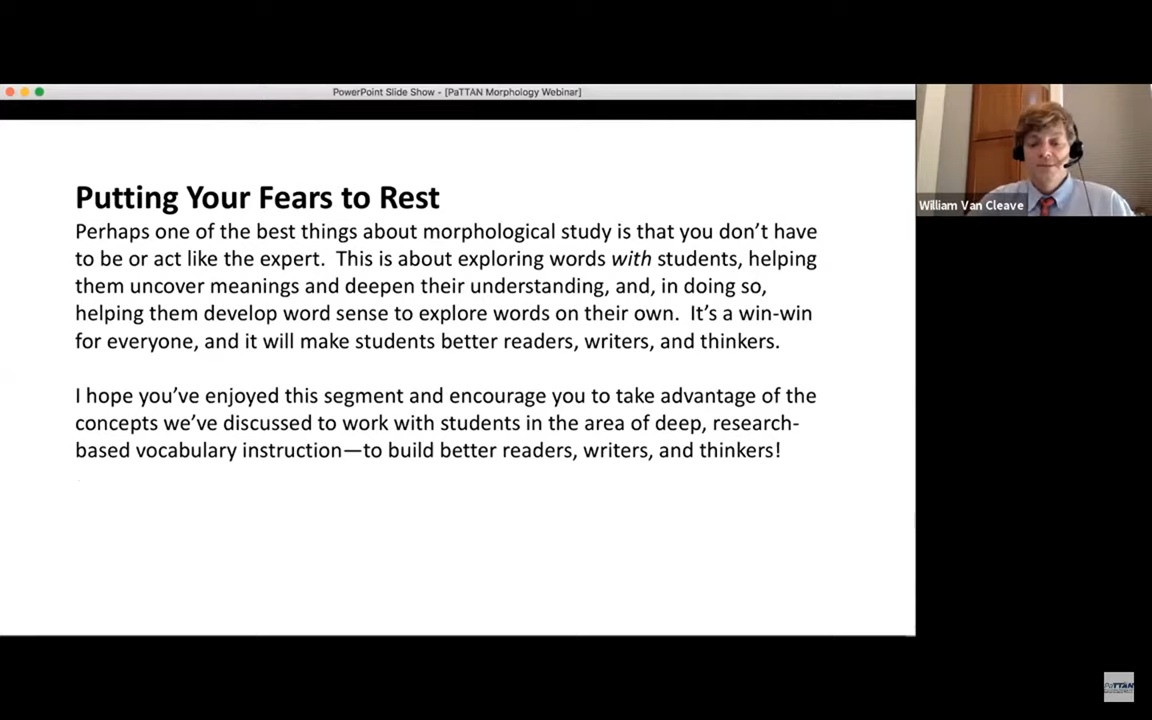 PowerPoint Slide Show - [PaTTAN Morphology Webinar]
Putting Your Fears to Rest
Perhaps one of the best things about morphological study is that you don’t have
to be or act like the expert.  This is about exploring words with students, helping
them uncover meanings and deepen their understanding, and, in doing so,
helping them develop word sense to explore words on their own.  It’s a win-win
for everyone, and it will make students better readers, writers, and thinkers.
I hope you’ve enjoyed this segment and encourage you to take advantage of the
concepts we’ve discussed to work with students in the area of deep, research-
based vocabulary instruction—to build better readers, writers, and thinkers!
William Van Cleave
PaTTAN